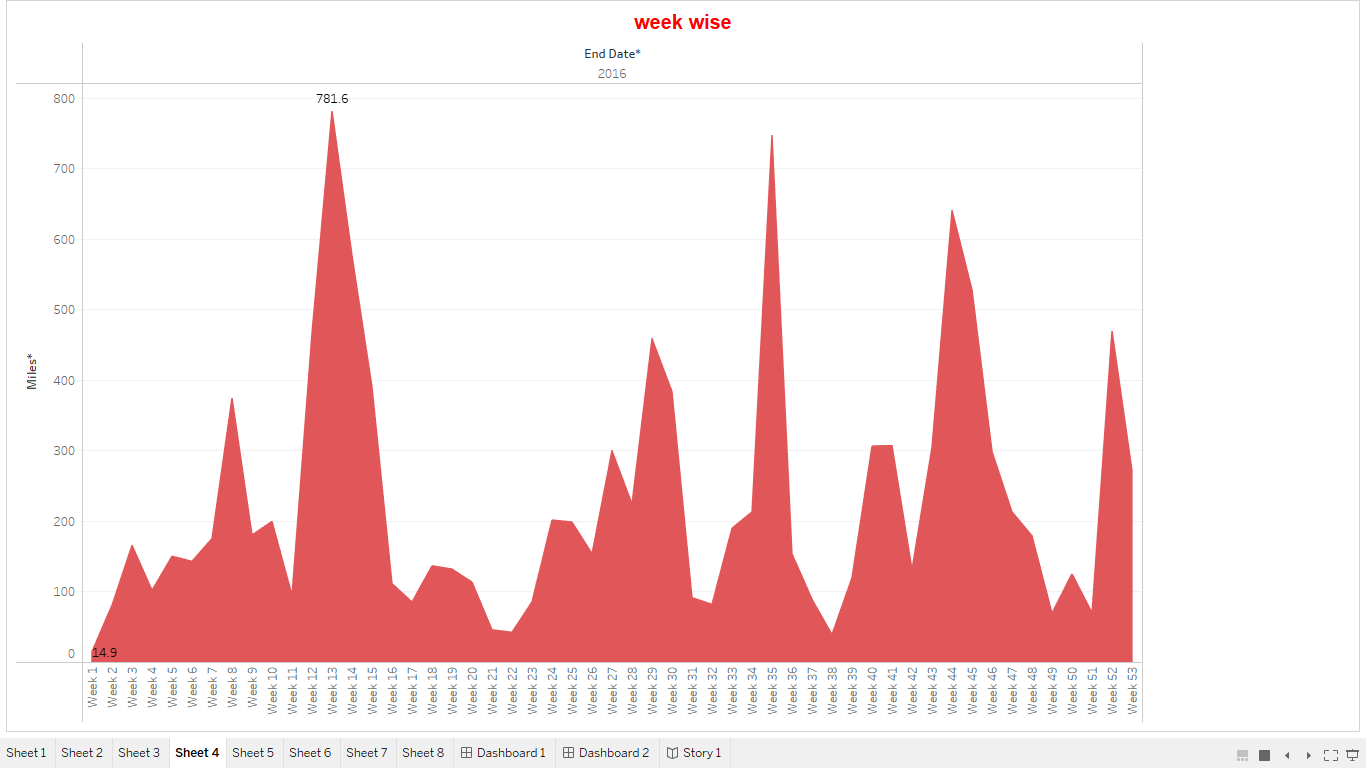 week wise
End Date*
2016
Miles*
800
700
600
500
400
300
200
100
0
781.6
14.9
Week 1
Week 2
Week 3
Week 4
Week 5
Week 6
Week 7
Week 8
Week 9
Week 10
Week 11
Week 12
Week 13
Week 14
Week 15
Week 16
Week 17
Week 18
Week 19
Week 20
Week 21
Week 22
Week 23
Week 24
Week 25
Week 26
Week 27
Week 28
Week 29
Week 30
Week 31
Week 32
Week 33
Week 34
Week 35
Week 36
Week 37
Week 38
Week 39
Week 40
Week 41
Week 42
Week 43
Week 44
Week 45
Week 46
Week 47
Week 48
Week 49
Week 50
Week 51
Week 52
Week 53
Sheet 1 Sheet 2 Sheet 3 Sheet 4 Sheet 5 Sheet 6 Sheet 7 Sheet 8 Dashboard 1 Dashboard 2 Story 1